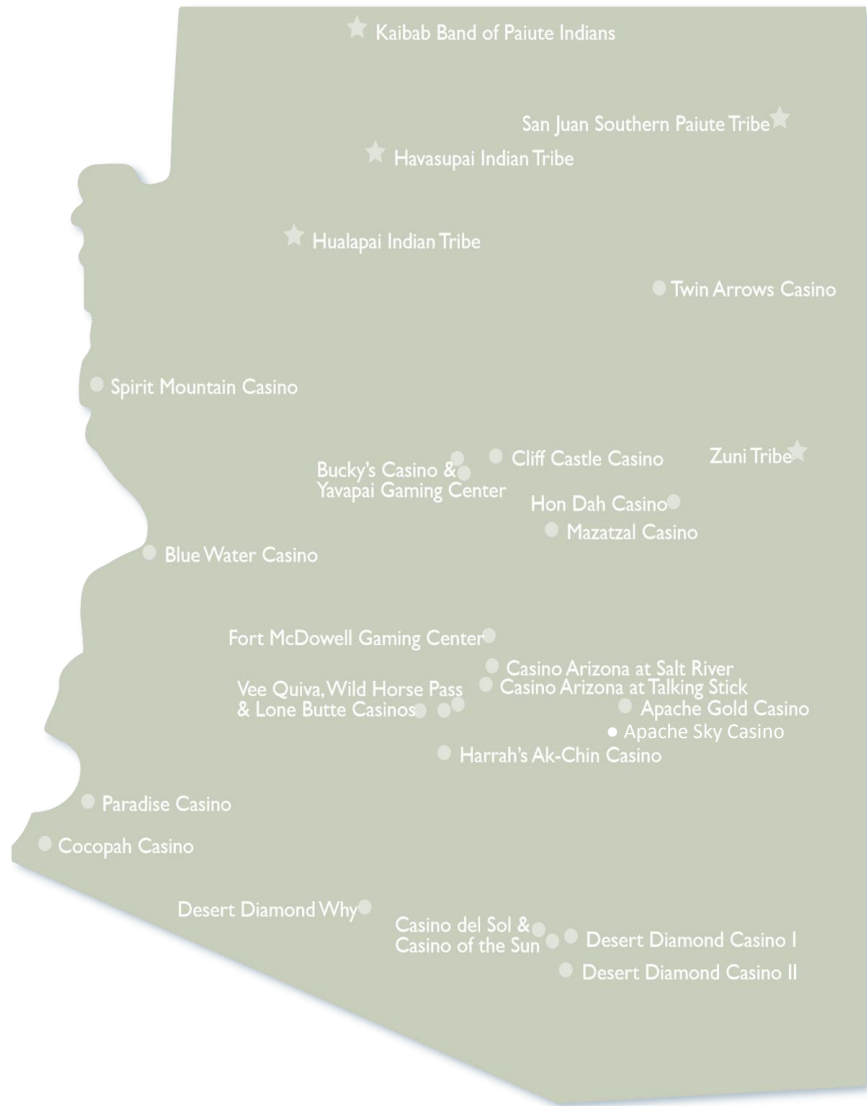 Kaibab Band of Paiute Indians
San Juan Southern Paiute Tribe
Havasupai Indian Tribe
Hualapai Indian Tribe
Twin Arrows Casino
Spirit Mountain Casino
Cliff Castle Casino
Zuni Tribe
Bucky's Casino &
Yavapai Gaming Center
Hon Dah Casino
Mazatzal Casino
Blue Water Casino
Fort McDowell Gaming Center
Casino Arizona at Salt River
Casino Arizona at Talking Stick
Vee Quiva, Wild Horse Pass
& Lone Butte Casinos
Apache Gold Casino
Apache Sky Casino
Harrah's Ak-Chin Casino
Paradise Casino
Cocopah Casino
Desert Diamond Why
Casino del Sol &
Casino of the Sun
Desert Diamond Casino I
Desert Diamond Casino II